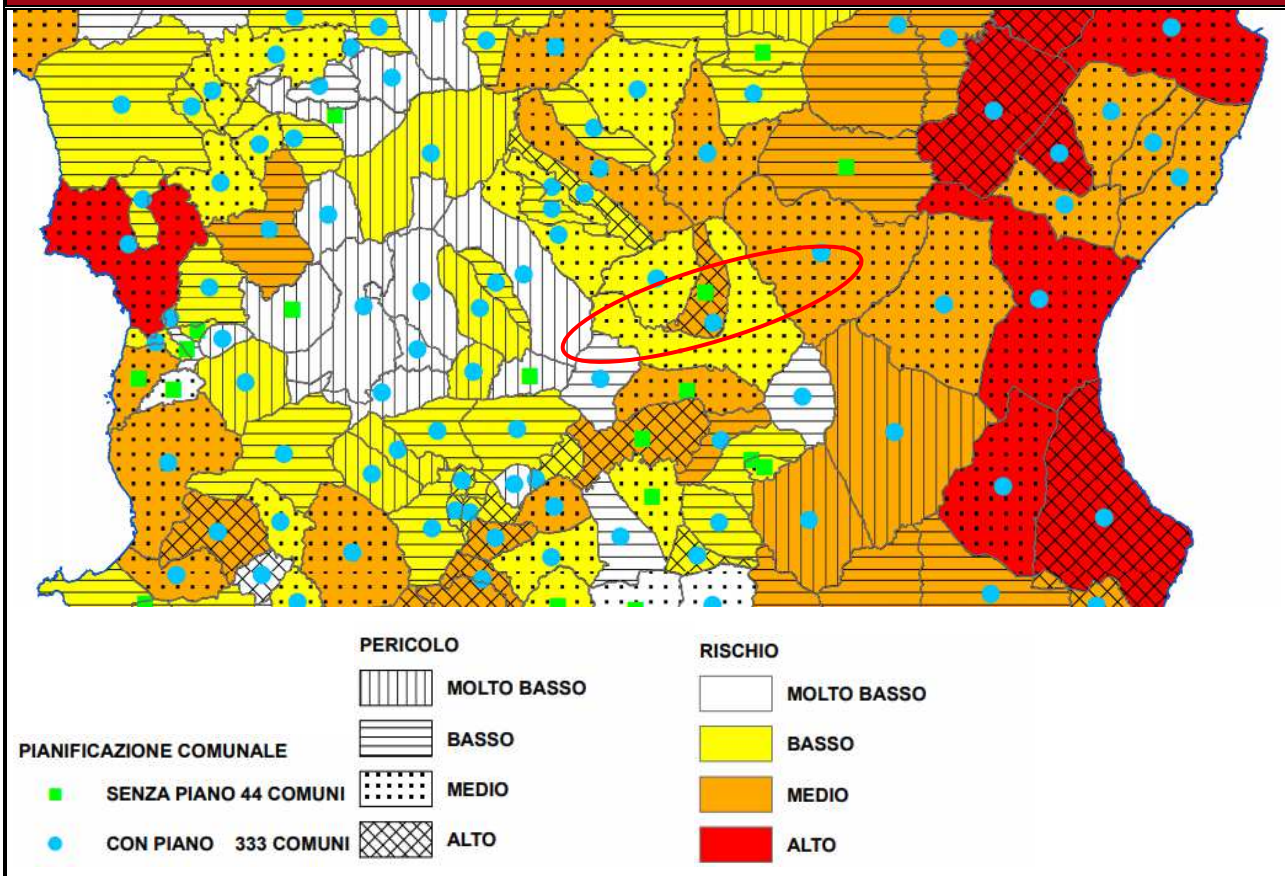 PERICOLO
MOLTO BASSO
BASSO
MEDIO
ALTO
RISCHIO
MOLTO BASSO
BASSO
MEDIO
ALTO
PIANIFICAZIONE COMUNALE
SENZA PIANO 44 COMUNI
CON PIANO 333 COMUNI